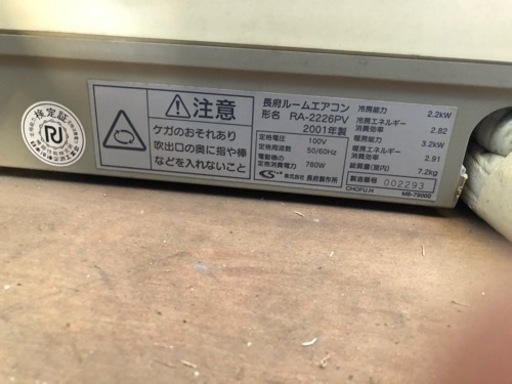 検定証
⚠注意
ケガのおそれあり
吹出口の奥に指や棒
などを入れないこと
長府ルームエアコン
形名 RA-2226PV
2001年製
定格電圧 100V
定格周波数 50/60Hz
電動機の
定格消費電力 780W
株式会社 長府製作所
冷房能力 2.2kW
冷房エネルギー
消費効率 2.82
暖房能力 3.2kW
暖房エネルギー
消費効率 2.91
総質量(室内) 7.2kg
製造番号 002293
CHOFU.H